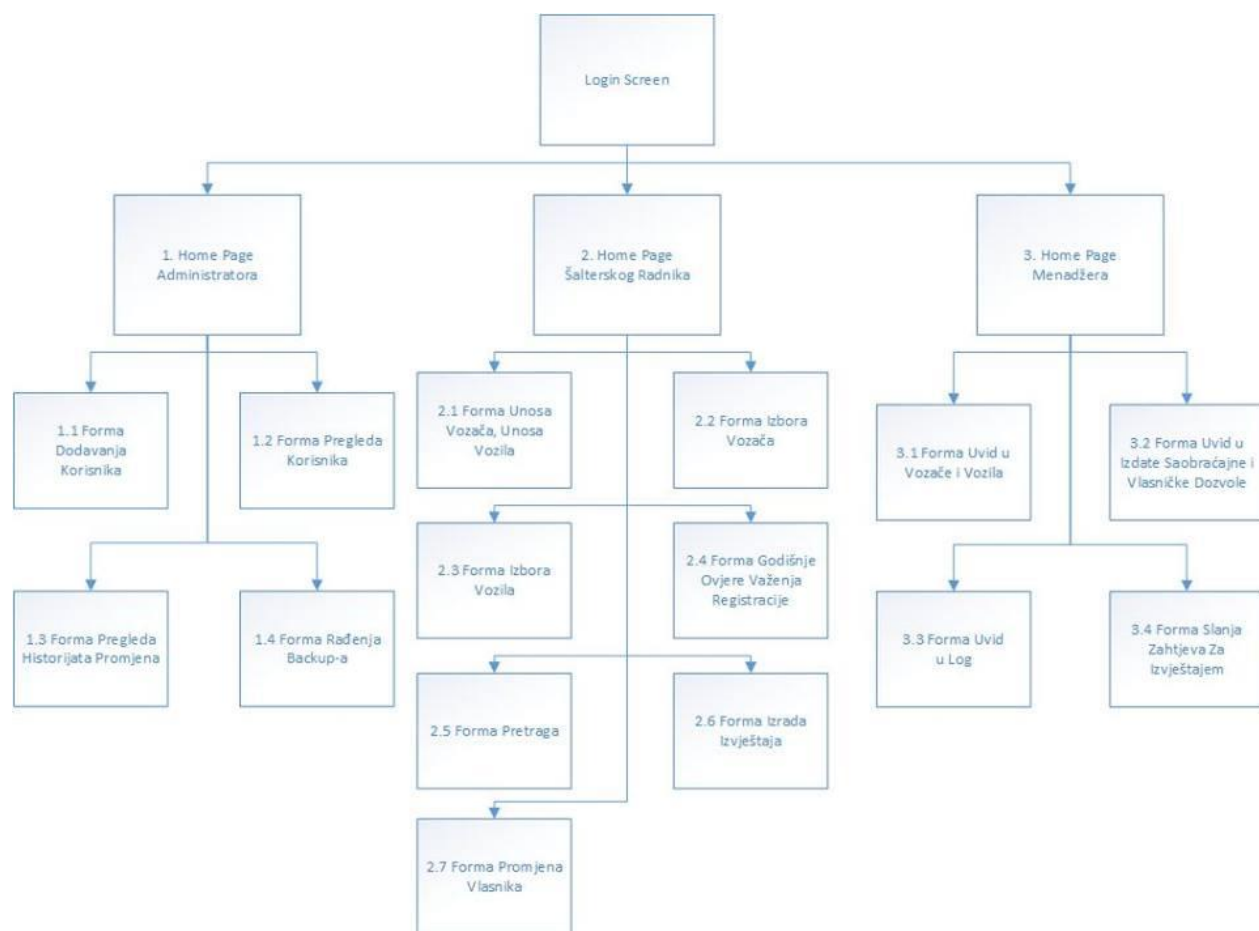 Login Screen
1. Home Page
Administratora
2. Home Page
Šalterskog Radnika
3. Home Page
Menadžera
1.1 Forma
Dodavanja
Korisnika
1.2 Forma Pregleda
Korisnika
2.1 Forma Unosa
Vozača, Unosa
Vozila
2.2 Forma Izbora
Vozača
3.1 Forma Uvid u
Vozače i Vozila
3.2 Forma Uvid u
Izdate Saobraćajne i
Vlasničke Dozvole
2.3 Forma Izbora
Vozila
2.4 Forma Godišnje
Ovjere Važenja
Registracije
1.3 Forma Pregleda
Historijata Promjena
1.4 Forma Rađenja
Backup-a
3.3 Forma Uvid
u Log
3.4 Forma Slanja
Zahtjeva Za
Izvještajem
2.5 Forma Pretraga
2.6 Forma Izrada
Izvještaja
2.7 Forma Promjena
Vlasnika